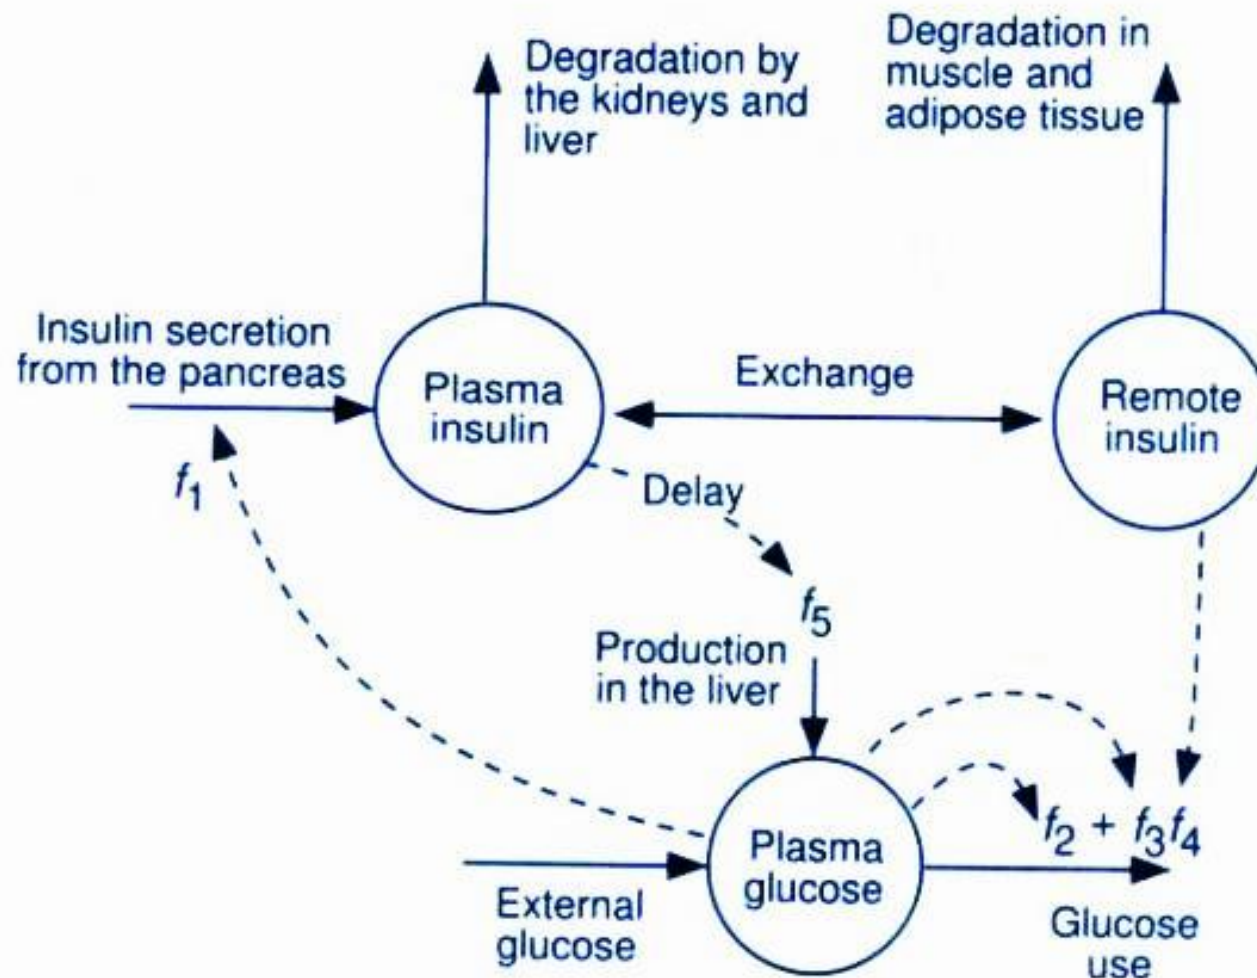 Degradation by
the kidneys and
liver
Degradation in
muscle and
adipose tissue
Insulin secretion
from the pancreas
Plasma
insulin
Exchange
Remote
insulin
f1
Delay
f5
Production
in the liver
Plasma
glucose
f2 + f3f4
External
glucose
Glucose
use